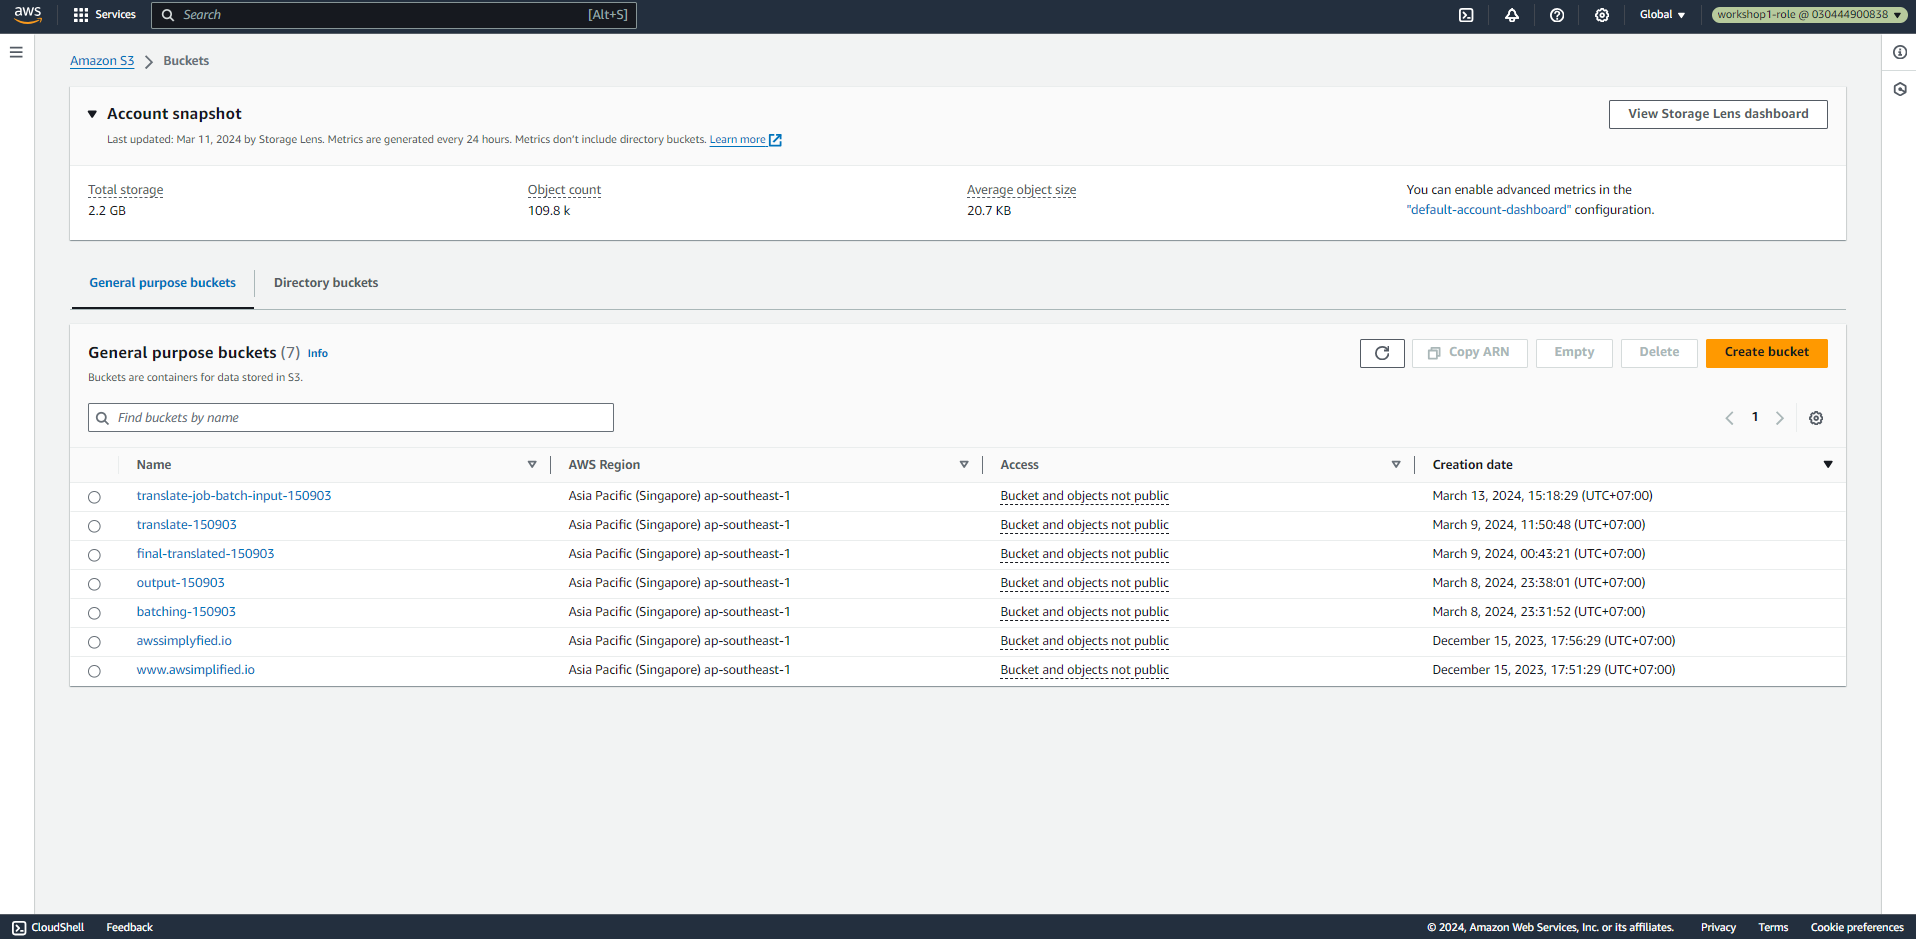 aws Services Search [Alt+S] Global workshop1-role @ 030444900838
Amazon S3 Buckets
Account snapshot View Storage Lens dashboard
Last updated: Mar 11, 2024 by Storage Lens. Metrics are generated every 24 hours. Metrics don't include directory buckets. Learn more
Total storage Object count Average object size You can enable advanced metrics in the
2.2 GB 109.8 k 20.7 KB "default-account-dashboard" configuration.
General purpose buckets Directory buckets
General purpose buckets (7) Info Copy ARN Empty Delete Create bucket
Buckets are containers for data stored in S3.
Find buckets by name 1
Name AWS Region Access Creation date
translate-job-batch-input-150903 Asia Pacific (Singapore) ap-southeast-1 Bucket and objects not public March 13, 2024, 15:18:29 (UTC+07:00)
translate-150903 Asia Pacific (Singapore) ap-southeast-1 Bucket and objects not public March 9, 2024, 11:50:48 (UTC+07:00)
final-translated-150903 Asia Pacific (Singapore) ap-southeast-1 Bucket and objects not public March 9, 2024, 00:43:21 (UTC+07:00)
output-150903 Asia Pacific (Singapore) ap-southeast-1 Bucket and objects not public March 8, 2024, 23:38:01 (UTC+07:00)
batching-150903 Asia Pacific (Singapore) ap-southeast-1 Bucket and objects not public March 8, 2024, 23:31:52 (UTC+07:00)
awssimplyfied.io Asia Pacific (Singapore) ap-southeast-1 Bucket and objects not public December 15, 2023, 17:56:29 (UTC+07:00)
www.awsimplified.io Asia Pacific (Singapore) ap-southeast-1 Bucket and objects not public December 15, 2023, 17:51:29 (UTC+07:00)
CloudShell Feedback © 2024, Amazon Web Services, Inc. or its affiliates. Privacy Terms Cookie preferences